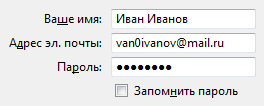 Ваше имя: Иван Иванов
Адрес эл. почты: van0ivanov@mail.ru
Пароль: ●●●●●●●●
Запомнить пароль